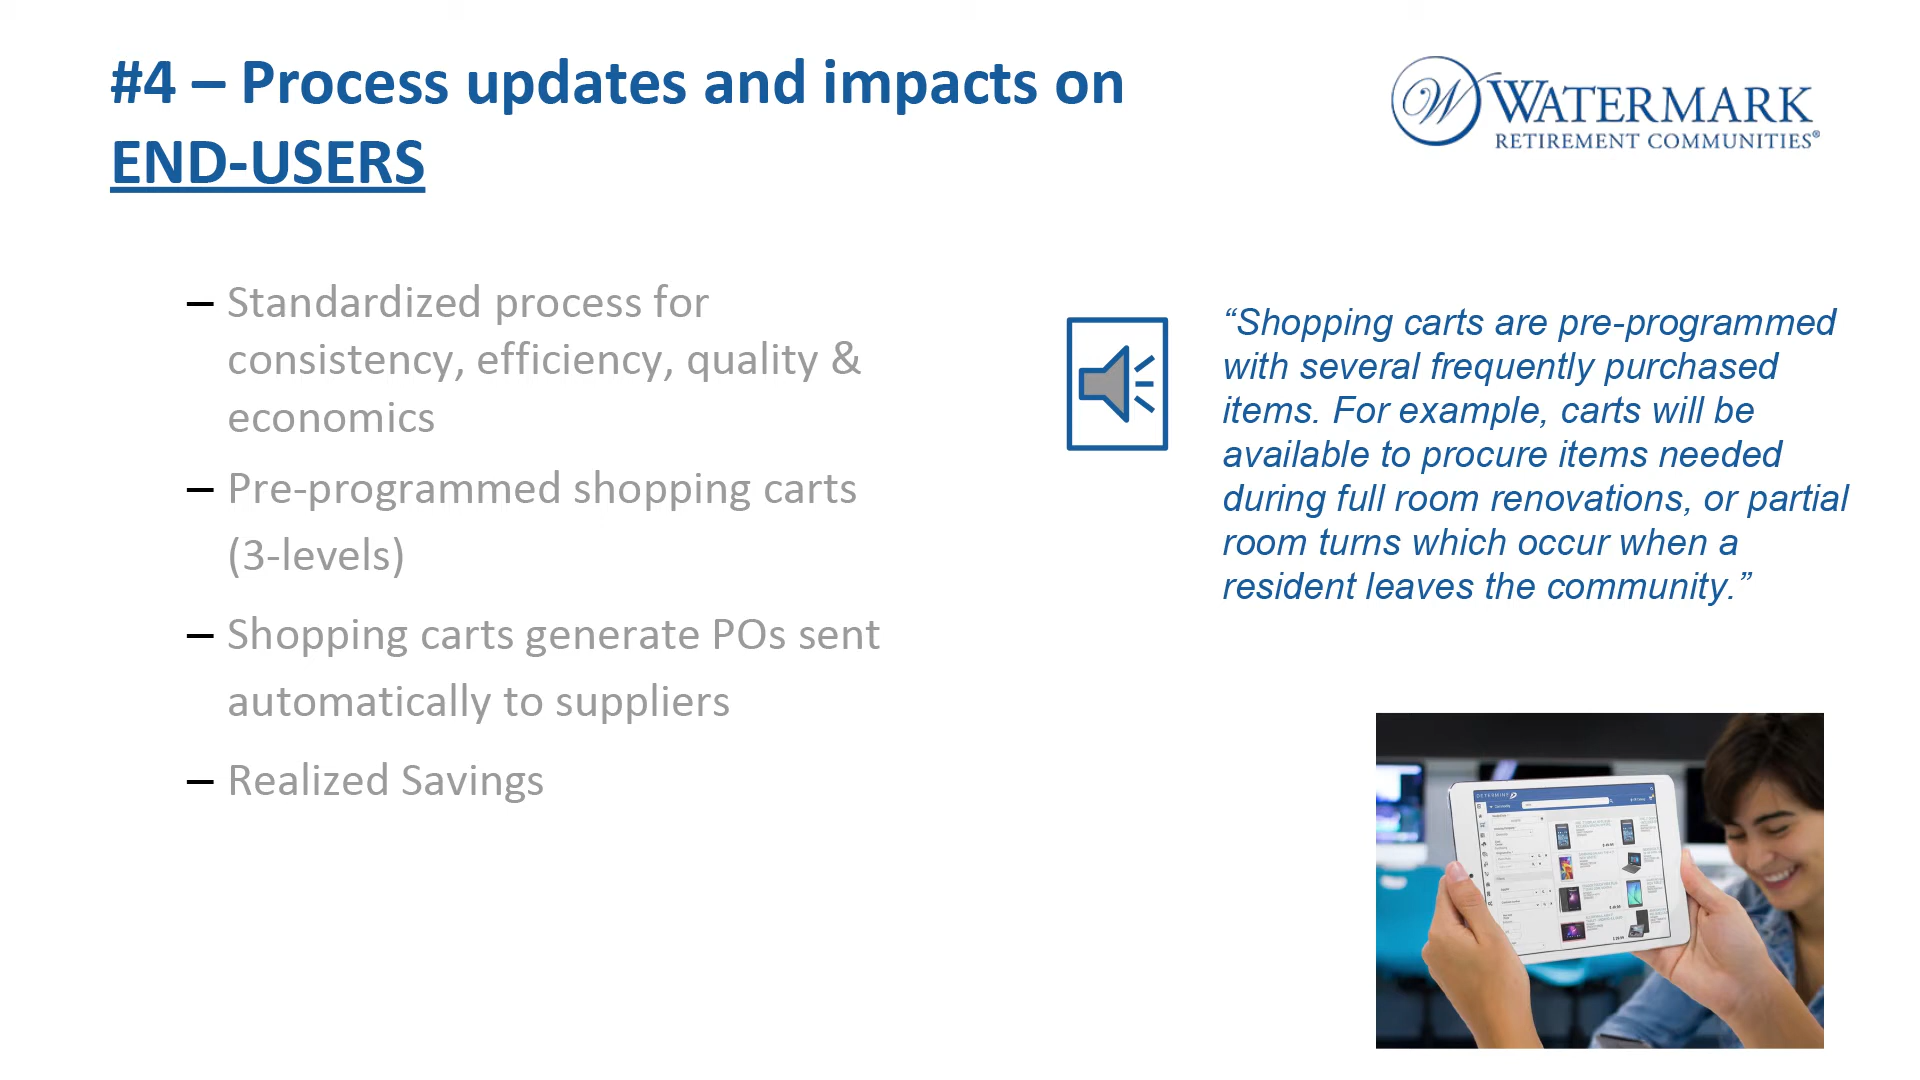 #4 – Process updates and impacts on
END-USERS
WATERMARK
RETIREMENT COMMUNITIES®
– Standardized process for
consistency, efficiency, quality &
economics
– Pre-programmed shopping carts
(3-levels)
– Shopping carts generate POs sent
automatically to suppliers
– Realized Savings
“Shopping carts are pre-programmed
with several frequently purchased
items. For example, carts will be
available to procure items needed
during full room renovations, or partial
room turns which occur when a
resident leaves the community.”
DETERMINE